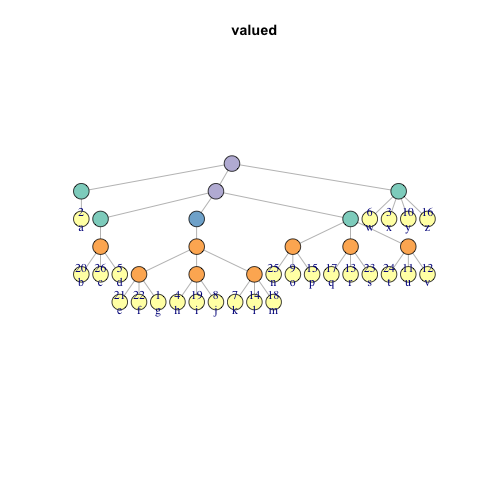 valued
2 6 3 10 16
a w x y z
20 26 5 25 9 15 17 13 23 24 11 12
b c d n o p q r s t u v
21 22 1 4 19 8 7 14 18
e f g h i j k l m